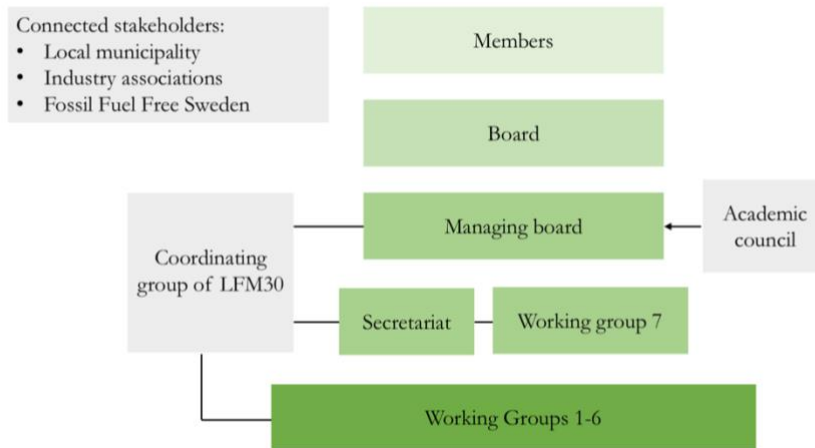 Connected stakeholders:
• Local municipality
• Industry associations
• Fossil Fuel Free Sweden
Members
Board
Managing board
Academic
council
Coordinating
group of LFM30
Secretariat
Working group 7
Working Groups 1-6